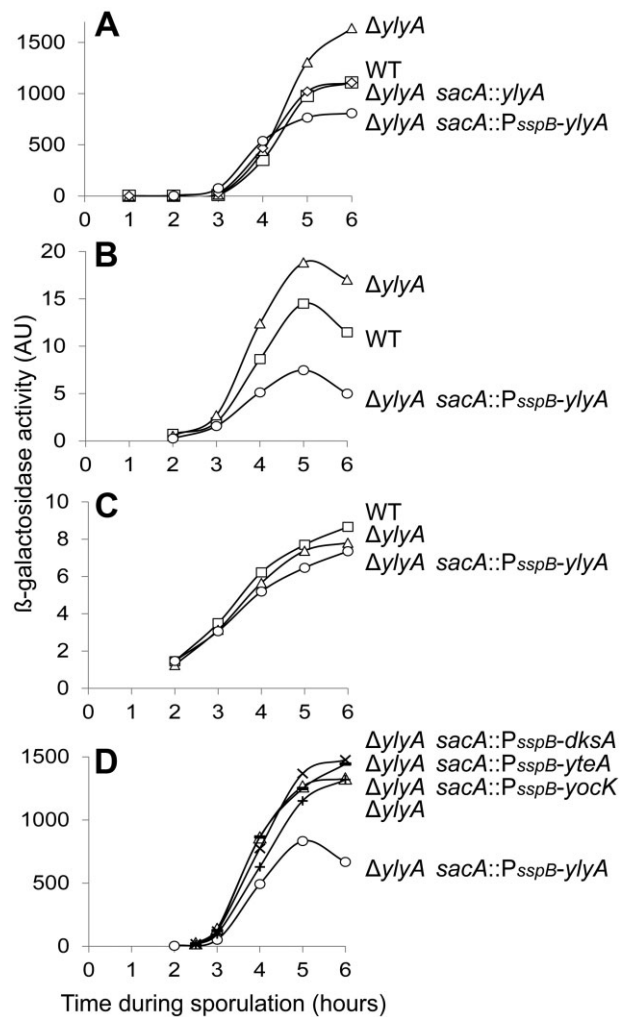 A
1500
1000
500
0
0 1 2 3 4 5 6
ΔylyA
WT
ΔylyA sacA::ylyA
ΔylyA sacA::PsspB-ylyA
B
20
15
10
5
0
0 1 2 3 4 5 6
ΔylyA
WT
ΔylyA sacA::PsspB-ylyA
C
10
8
6
4
2
0
0 1 2 3 4 5 6
WT
ΔylyA
ΔylyA sacA::PsspB-ylyA
D
1500
1000
500
0
0 1 2 3 4 5 6
ΔylyA sacA::PsspB-dksA
ΔylyA sacA::PsspB-yteA
ΔylyA sacA::PsspB-yocK
ΔylyA
ΔylyA sacA::PsspB-ylyA
ß-galactosidase activity (AU)
Time during sporulation (hours)